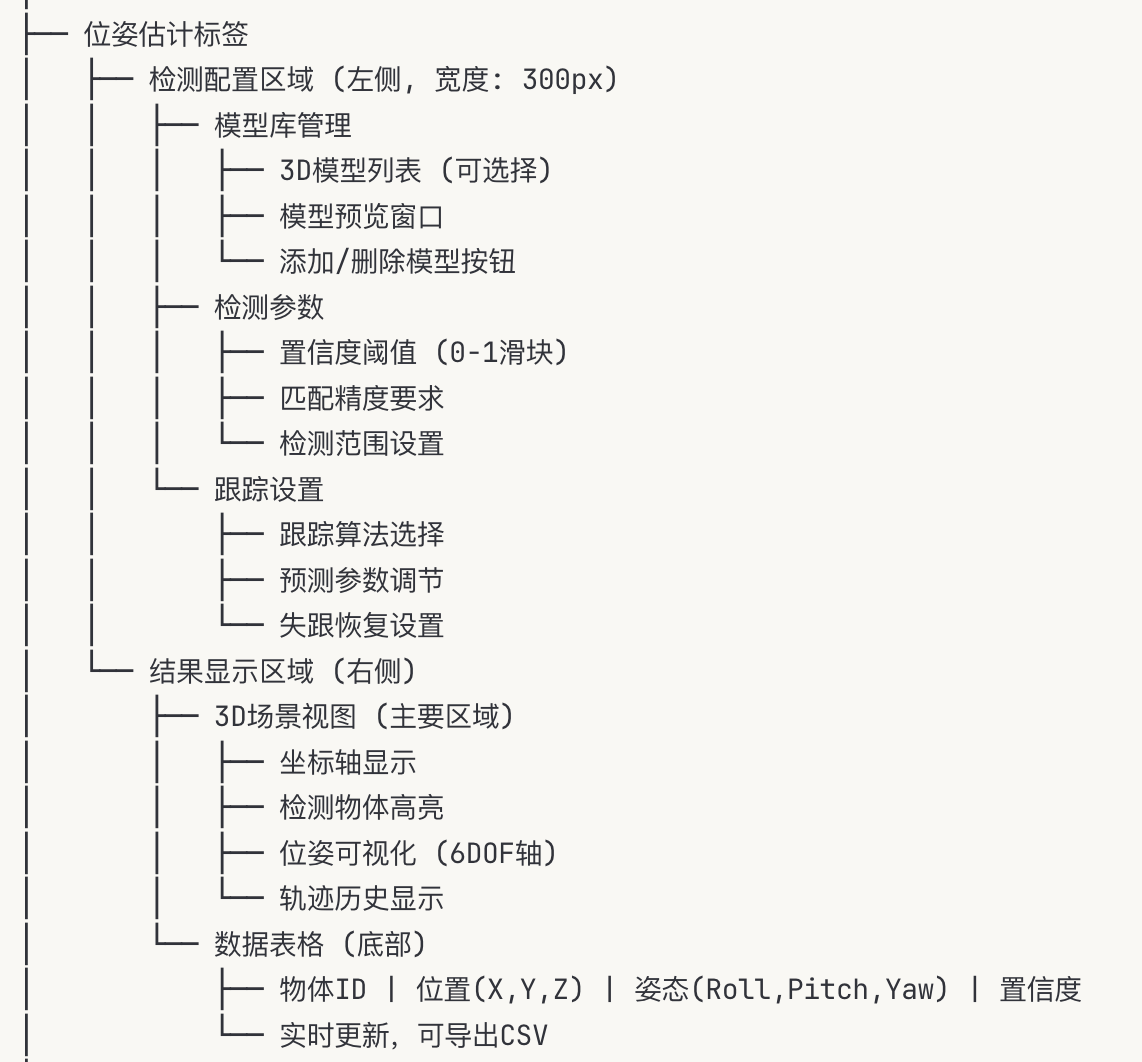 ├── 位姿估计标签
│   ├── 检测配置区域 (左侧, 宽度: 300px)
│   │   ├── 模型库管理
│   │   │   ├── 3D模型列表 (可选择)
│   │   │   ├── 模型预览窗口
│   │   │   └── 添加/删除模型按钮
│   │   ├── 检测参数
│   │   │   ├── 置信度阈值 (0-1滑块)
│   │   │   ├── 匹配精度要求
│   │   │   └── 检测范围设置
│   │   └── 跟踪设置
│   │       ├── 跟踪算法选择
│   │       ├── 预测参数调节
│   │       └── 失跟恢复设置
│   └── 结果显示区域 (右侧)
│       ├── 3D场景视图 (主要区域)
│       │   ├── 坐标轴显示
│       │   ├── 检测物体高亮
│       │   ├── 位姿可视化 (6DOF轴)
│       │   └── 轨迹历史显示
│       └── 数据表格 (底部)
│           ├── 物体ID | 位置(X,Y,Z) | 姿态(Roll,Pitch,Yaw) | 置信度
│           └── 实时更新，可导出CSV